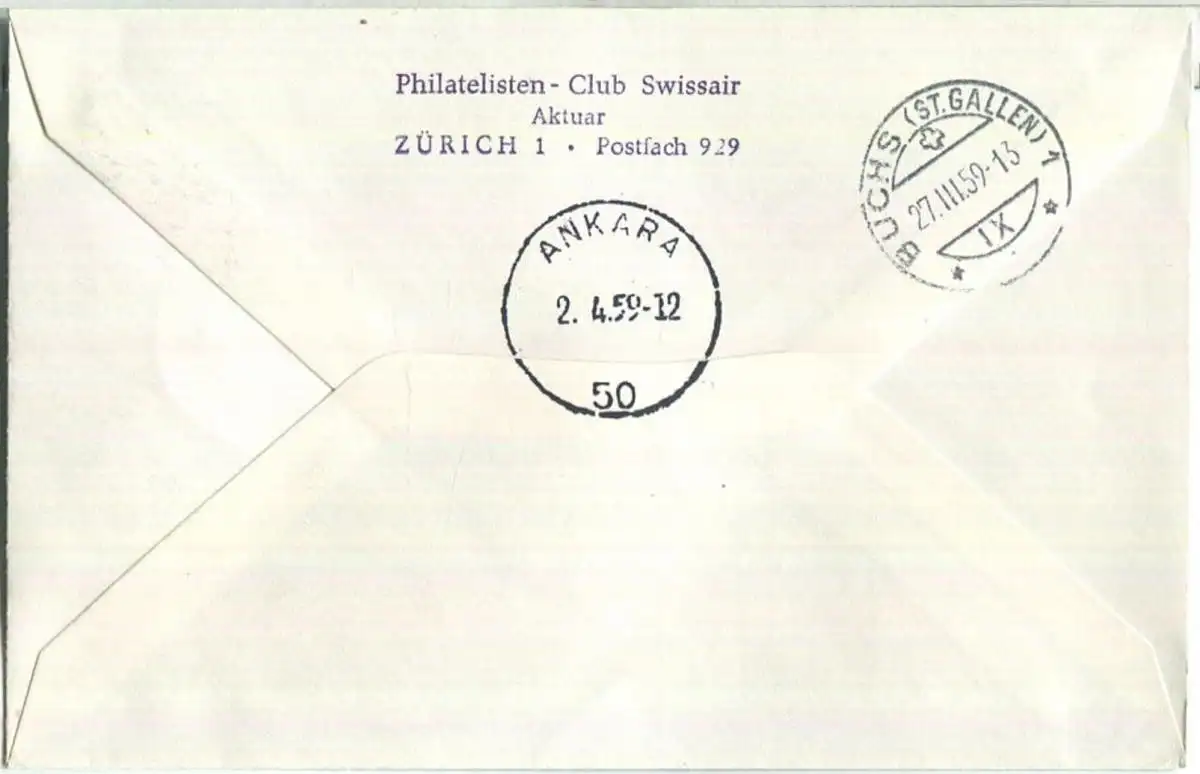 Philatelisten - Club Swissair
Aktuar
ZÜRICH 1 • Postfach 929
BUCHS (ST. GALLEN) 1
27.III.59-13
IX
ANKARA
2. 4.59-12
50